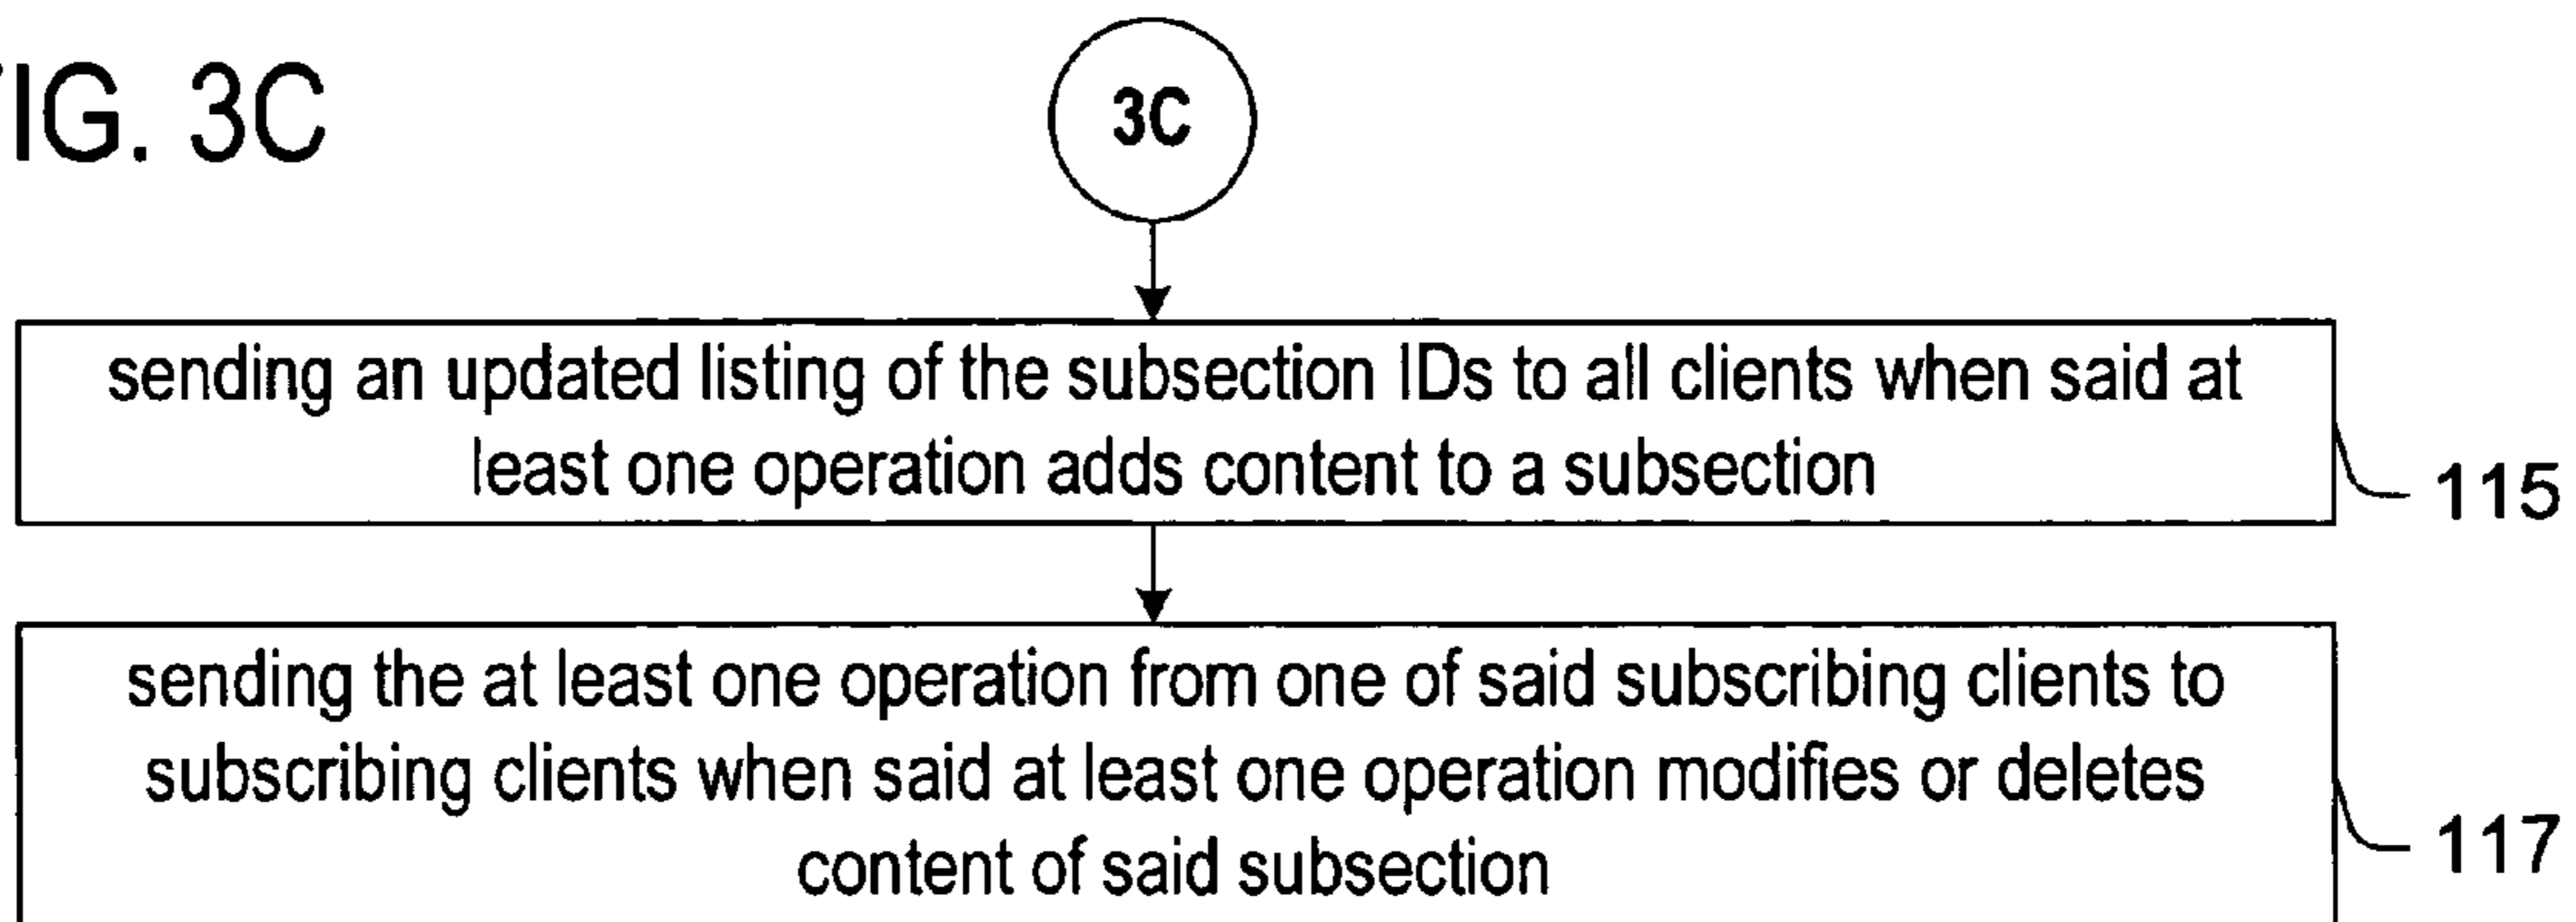 IG. 3C
3C
sending an updated listing of the subsection IDs to all clients when said at
least one operation adds content to a subsection
115
sending the at least one operation from one of said subscribing clients to
subscribing clients when said at least one operation modifies or deletes
content of said subsection
117